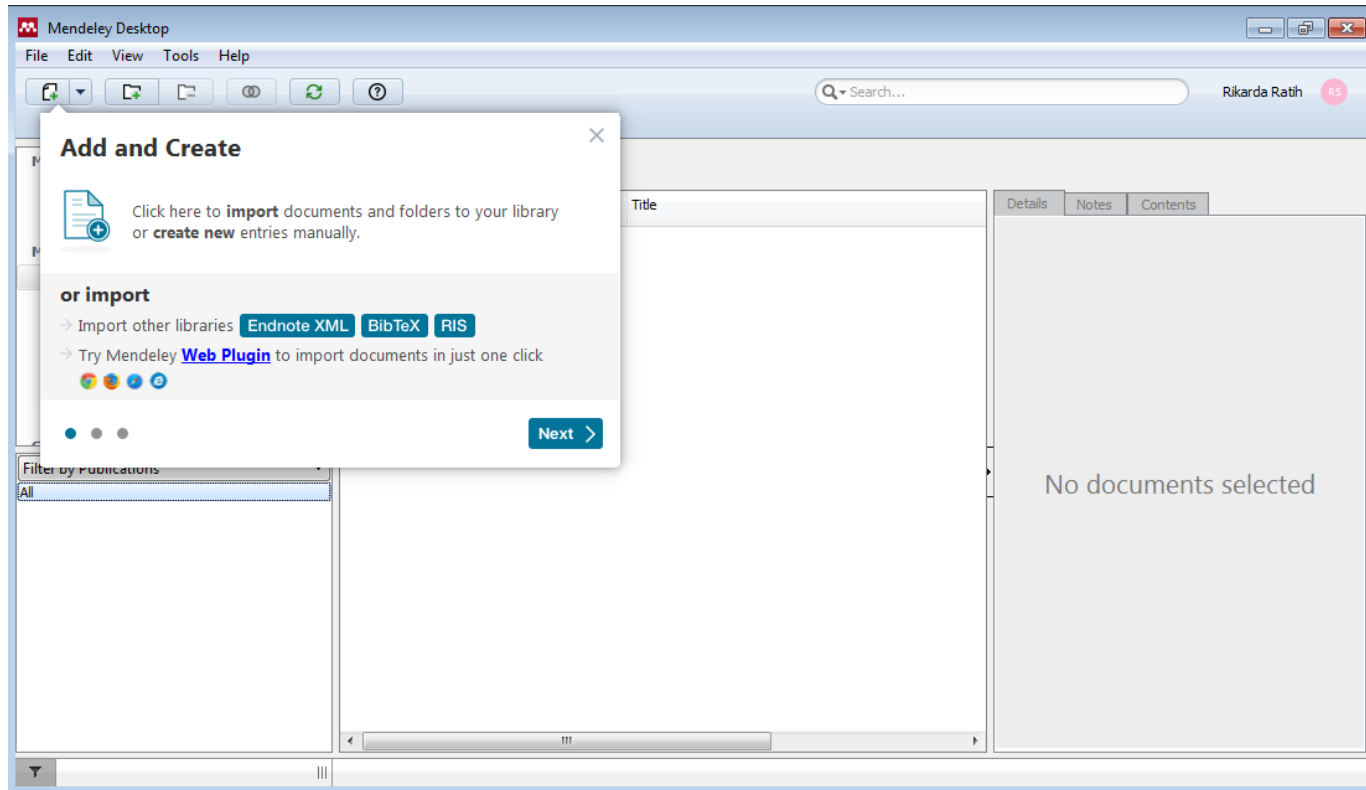 Mendeley Desktop
File Edit View Tools Help
Search...
Rikarda Ratih
RS
Add and Create
Click here to import documents and folders to your library
or create new entries manually.
or import
Import other libraries Endnote XML BibTeX RIS
Try Mendeley Web Plugin to import documents in just one click
Next
Title
Details Notes Contents
No documents selected
Filter by Publications
All